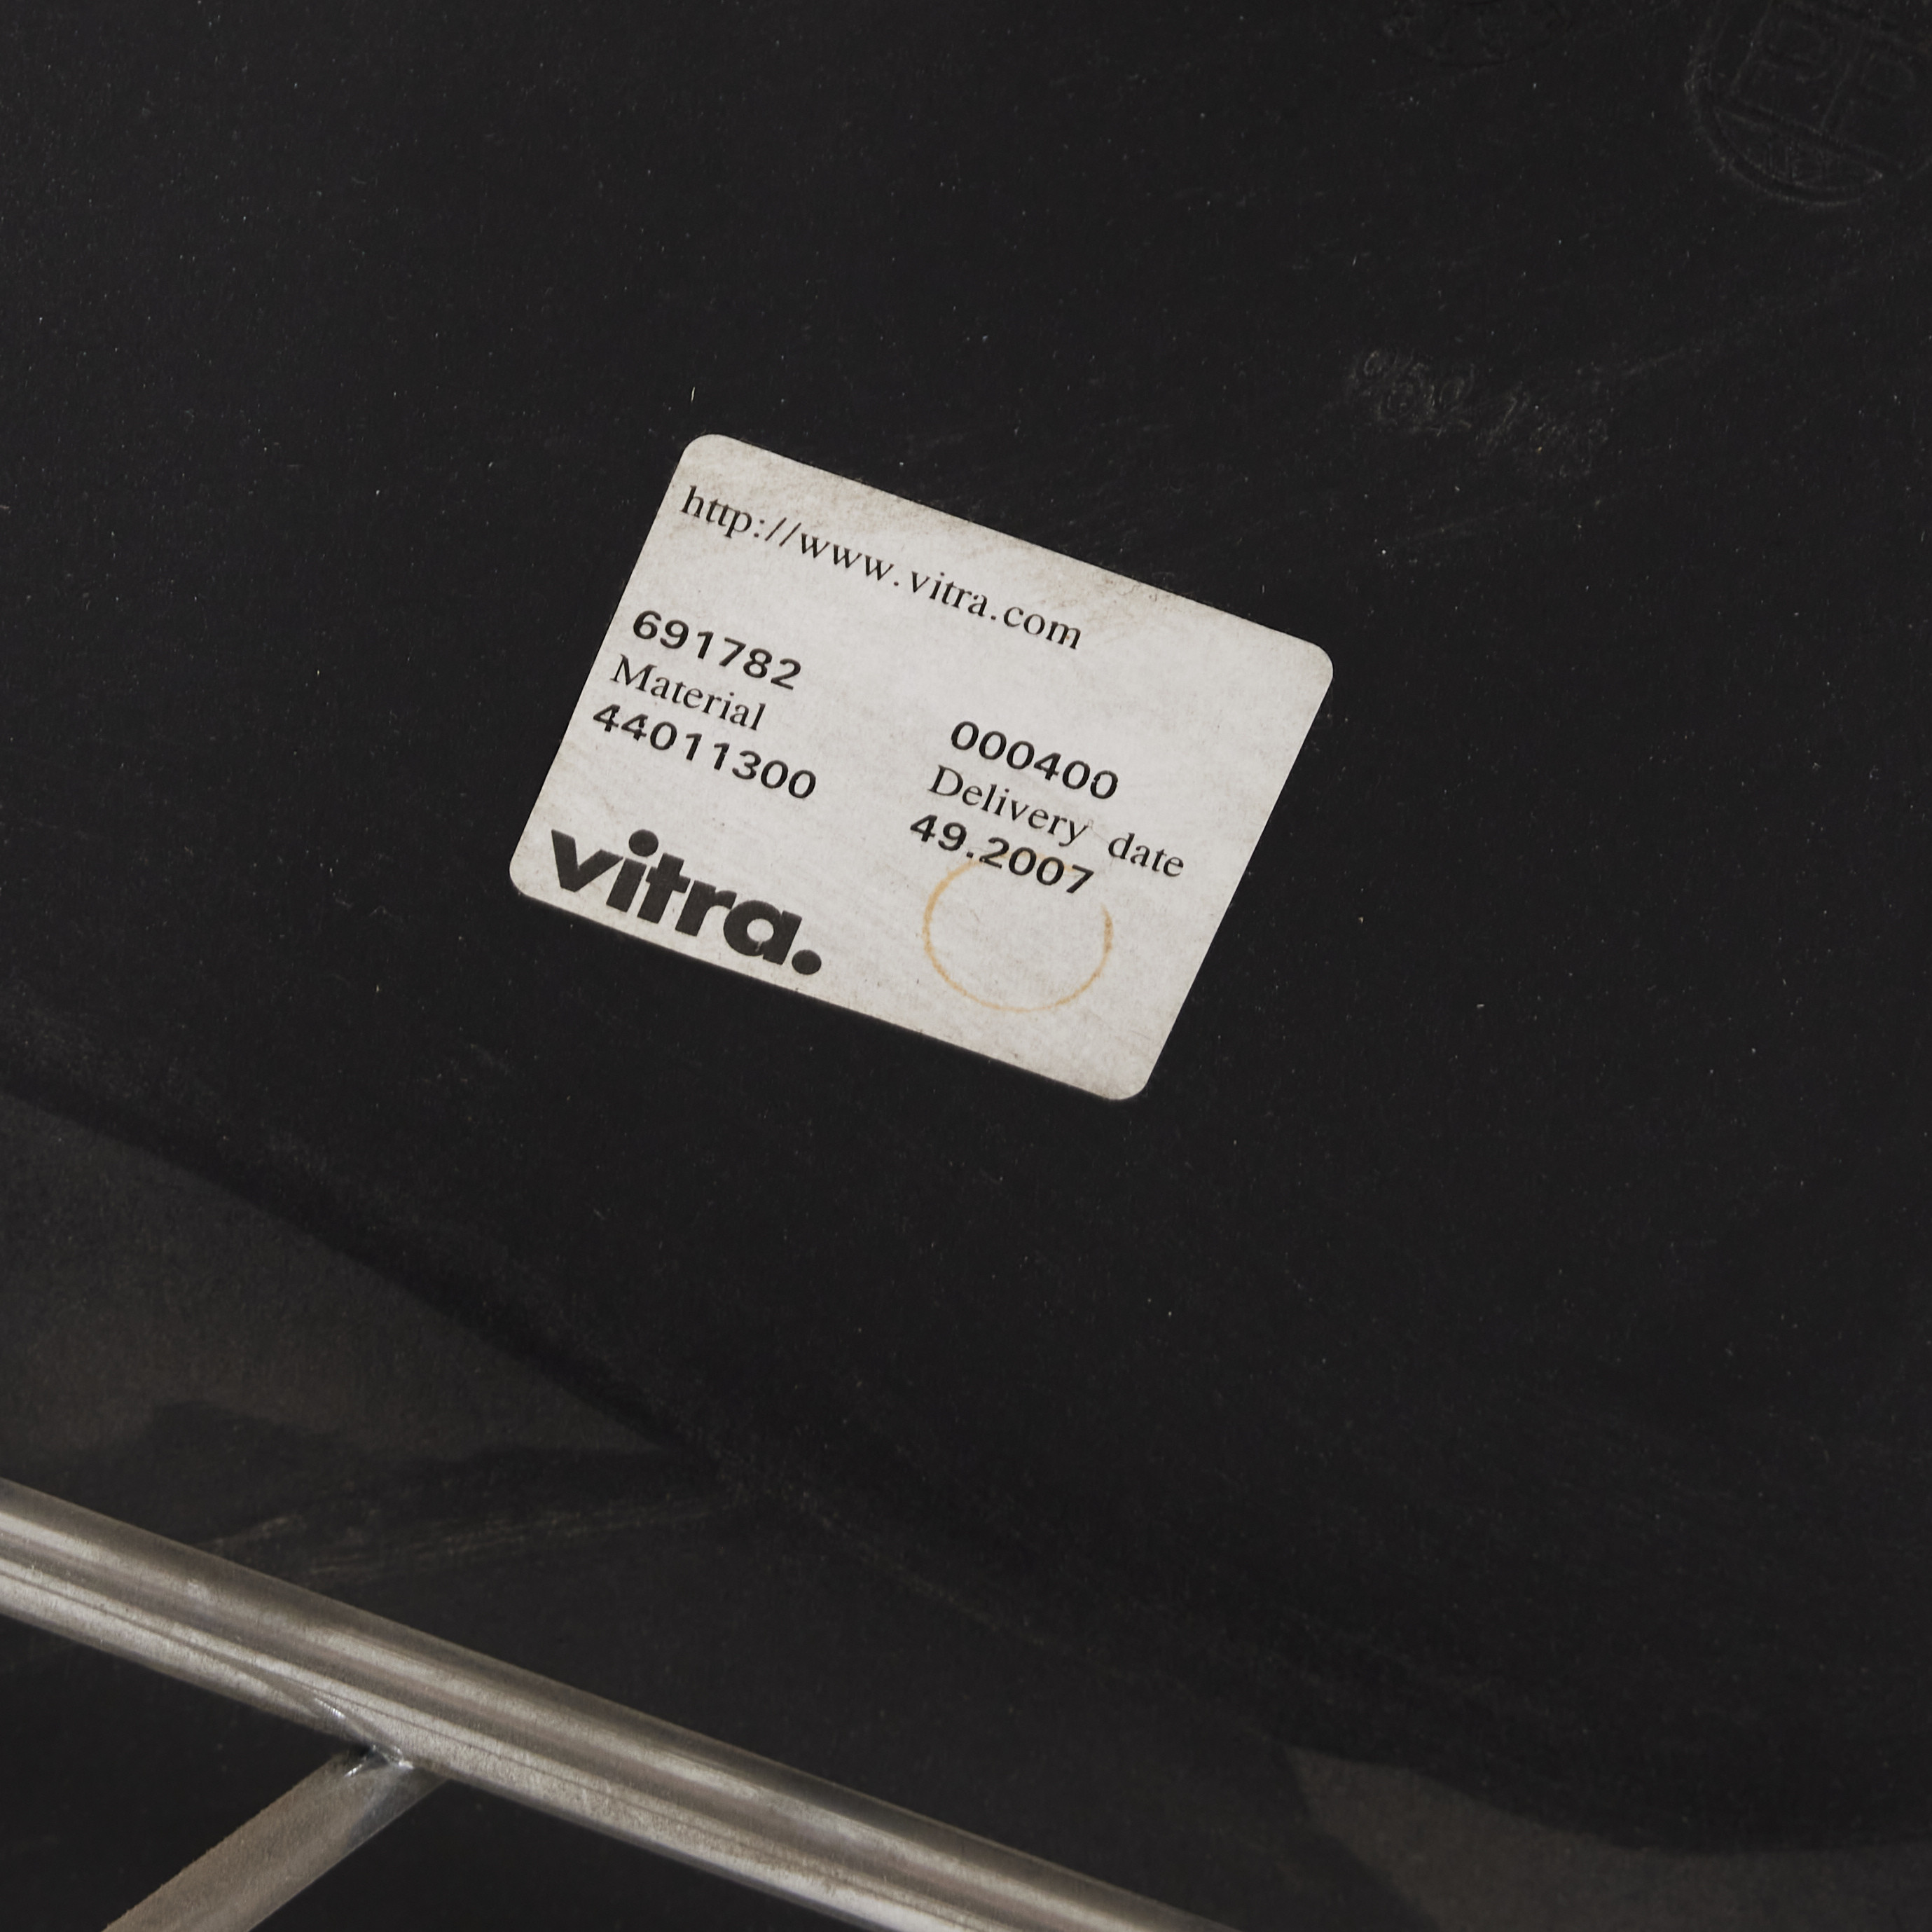 http://www.vitra.com
691782 000400
Material Delivery date
44011300 49.2007
vitra.